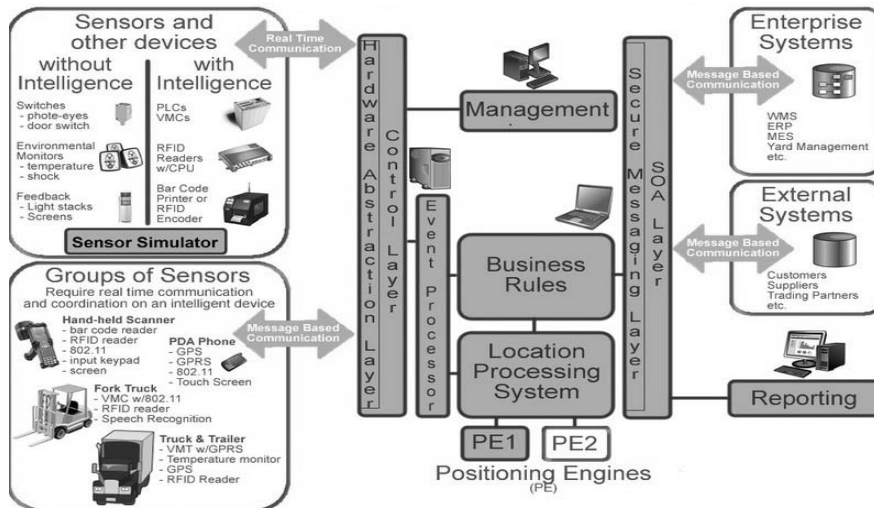 Sensors and
other devices
without
Intelligence
Switches
- phote-eyes
- door switch
Environmental
Monitors
- temperature
- shock
Feedback
- Light stacks
- Screens
with
Intelligence
PLCs
VMCs
RFID
Readers
w/CPU
Bar Code
Printer or
RFID
Encoder
Sensor Simulator
Groups of Sensors
Require real time communication
and coordination on an intelligent device
Hand-held Scanner
- bar code reader
- RFID reader
- 802.11
- input keypad
- screen
PDA Phone
- GPS
- GPRS
- 802.11
- Touch Screen
Fork Truck
- VMC w/802.11
- RFID reader
- Speech Recognition
Truck & Trailer
- VMT w/GPRS
- Temperature monitor
- GPS
- RFID Reader
Real Time
Communication
Message Based
Communication
Hardware Abstraction Layer
Control Layer
Event Processor
Management
Business
Rules
Location
Processing
System
PE1
PE2
Positioning Engines
(PE)
Secure Messaging Layer
SOA Layer
Message Based
Communication
Enterprise
Systems
WMS
ERP
MES
Yard Management
etc.
Message Based
Communication
External
Systems
Customers
Suppliers
Trading Partners
etc.
Reporting